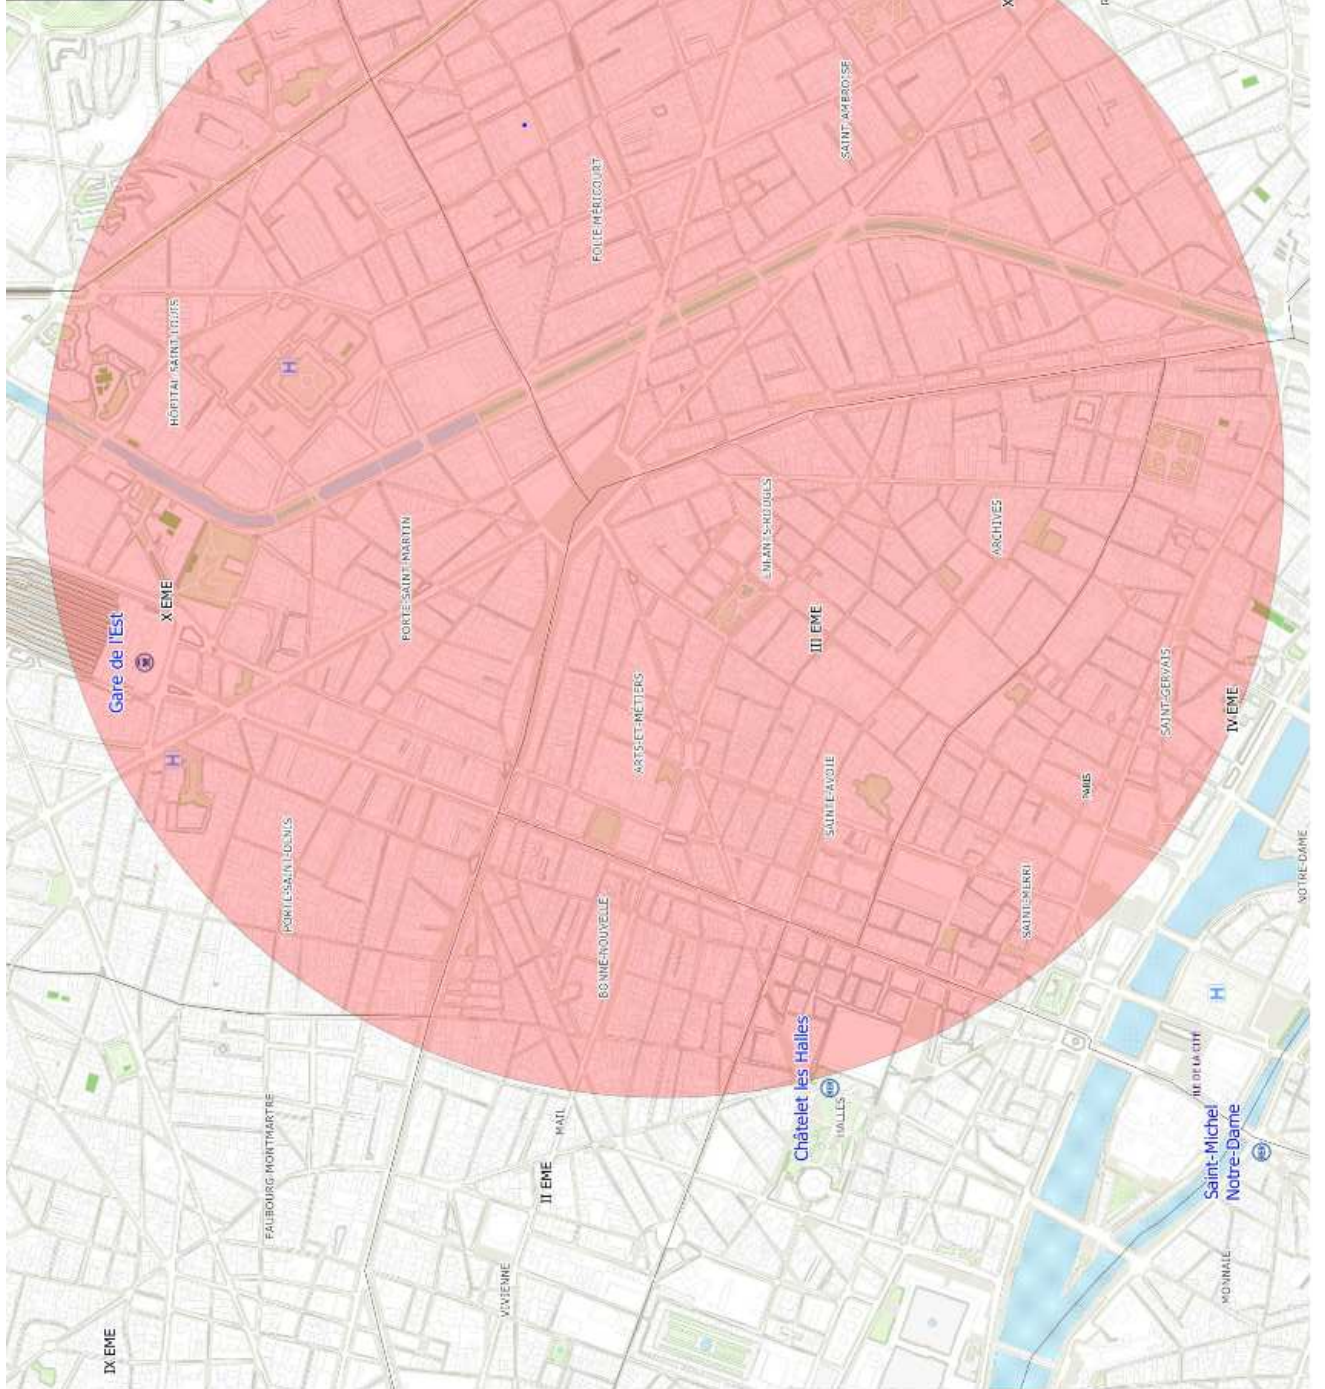 IX EME
Gare de l'Est
X EME
H
HÔPITAL SAINT-LOUIS
FAUBOURG-MONTMARTRE
PORTE-SAINT-DENIS
H
PORTE-SAINT-MARTIN
VIVIENNE
II EME
MAIL
FOLIE-MÉRICOURT
BONNE-NOUVELLE
ARTS-ET-MÉTIERS
ENFANTS-ROUGES
Châtelet les Halles
III EME
SAINTE-AVOIE
HALLES
SAINT-AMBROISE
ARCHIVES
SAINT-MERRI
PARIS
SAINT-GERVAIS
ILE DE LA CITÉ
Saint-Michel
Notre-Dame
H
MONNAIE
IV EME
NOTRE-DAME